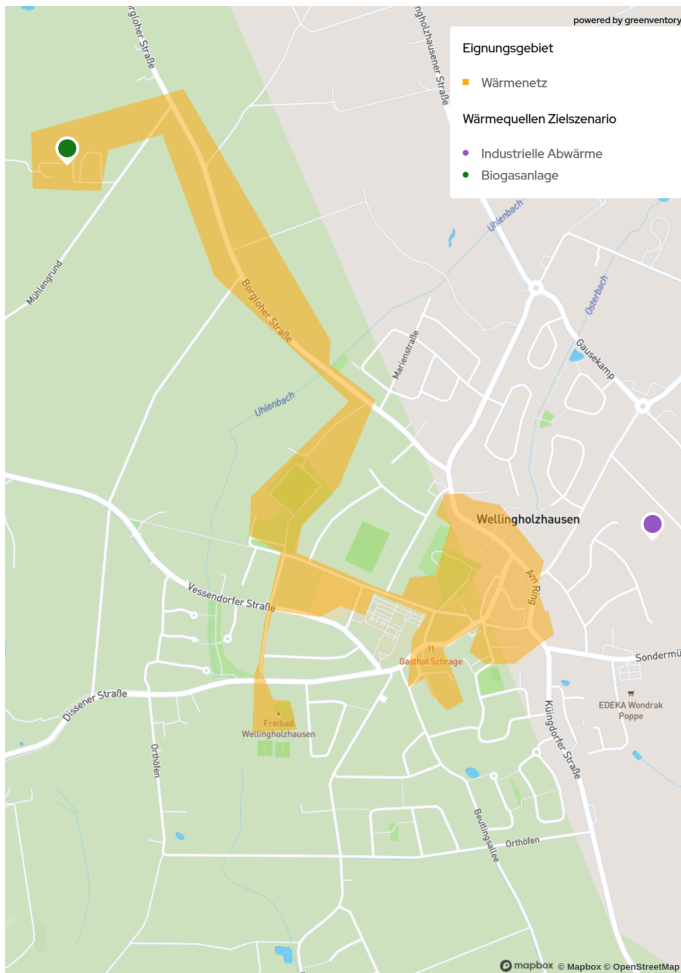 powered by greenventory
Eignungsgebiet
Wärmenetz
Wärmequellen Zielszenario
Industrielle Abwärme
Biogasanlage
Borgloher Straße
Wellingholzhausener Straße
Uhlenbach
Osterbach
Mühlengrund
Borgloher Straße
Gausekamp
Marienstraße
Uhlenbach
Wellingholzhausen
Am Ring
Vessendorfer Straße
Gasthof Schrage
Sondermü
Dissener Straße
EDEKA Wondrak
Poppe
Freibad
Wellingholzhausen
Küingdorfer Straße
Orthöfen
Beutlingsallee
Orthöfen
mapbox © Mapbox © OpenStreetMap